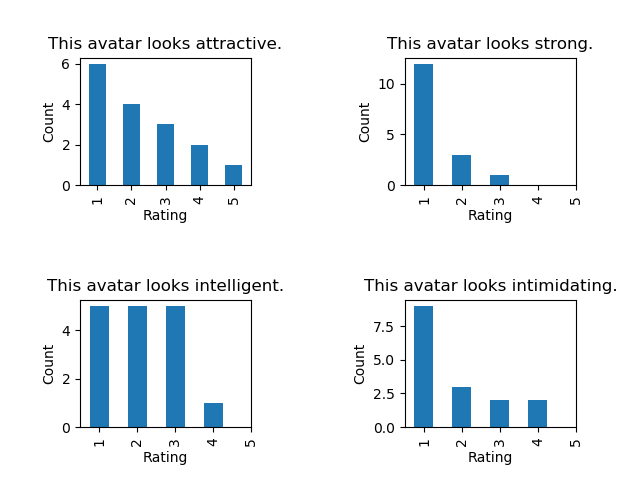 This avatar looks attractive.
6
4
2
0
Count
1 2 3 4 5
Rating
This avatar looks strong.
10
5
0
Count
1 2 3 4 5
Rating
This avatar looks intelligent.
4
2
0
Count
1 2 3 4 5
Rating
This avatar looks intimidating.
7.5
5.0
2.5
0.0
Count
1 2 3 4 5
Rating